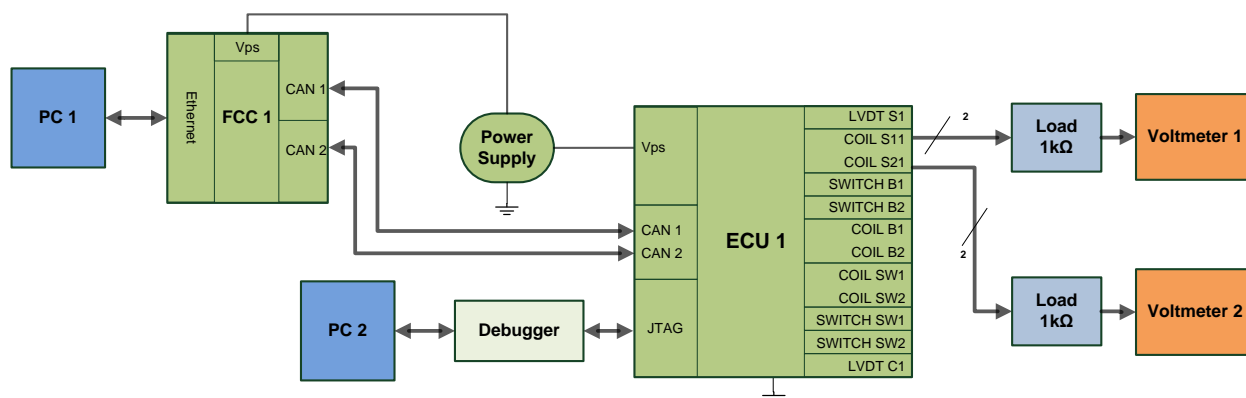 PC 1
Ethernet
Vps
FCC 1
CAN 1
CAN 2
Power
Supply
Vps
CAN 1
CAN 2
JTAG
ECU 1
LVDT S1
COIL S11
COIL S21
SWITCH B1
SWITCH B2
COIL B1
COIL B2
COIL SW1
COIL SW2
SWITCH SW1
SWITCH SW2
LVDT C1
2
Load
1kΩ
Voltmeter 1
2
Load
1kΩ
Voltmeter 2
PC 2
Debugger